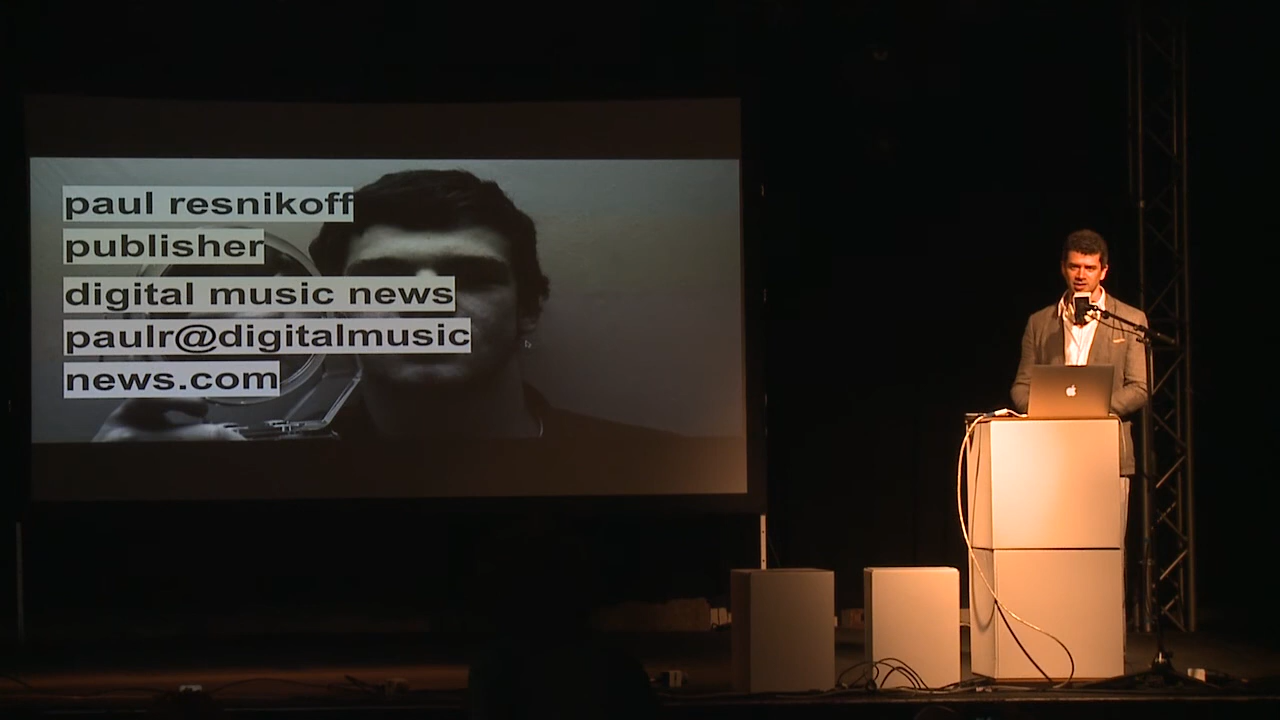 paul resnikoff
publisher
digital music news
paulr@digitalmusic
news.com